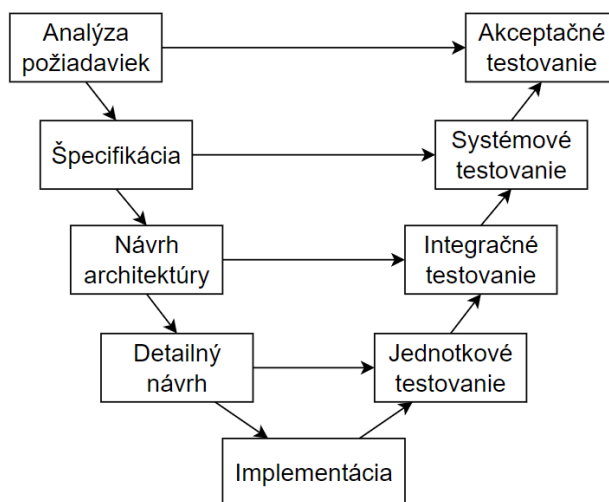 Analýza
požiadaviek
Akceptačné
testovanie
Špecifikácia
Systémové
testovanie
Návrh
architektúry
Integračné
testovanie
Detailný
návrh
Jednotkové
testovanie
Implementácia